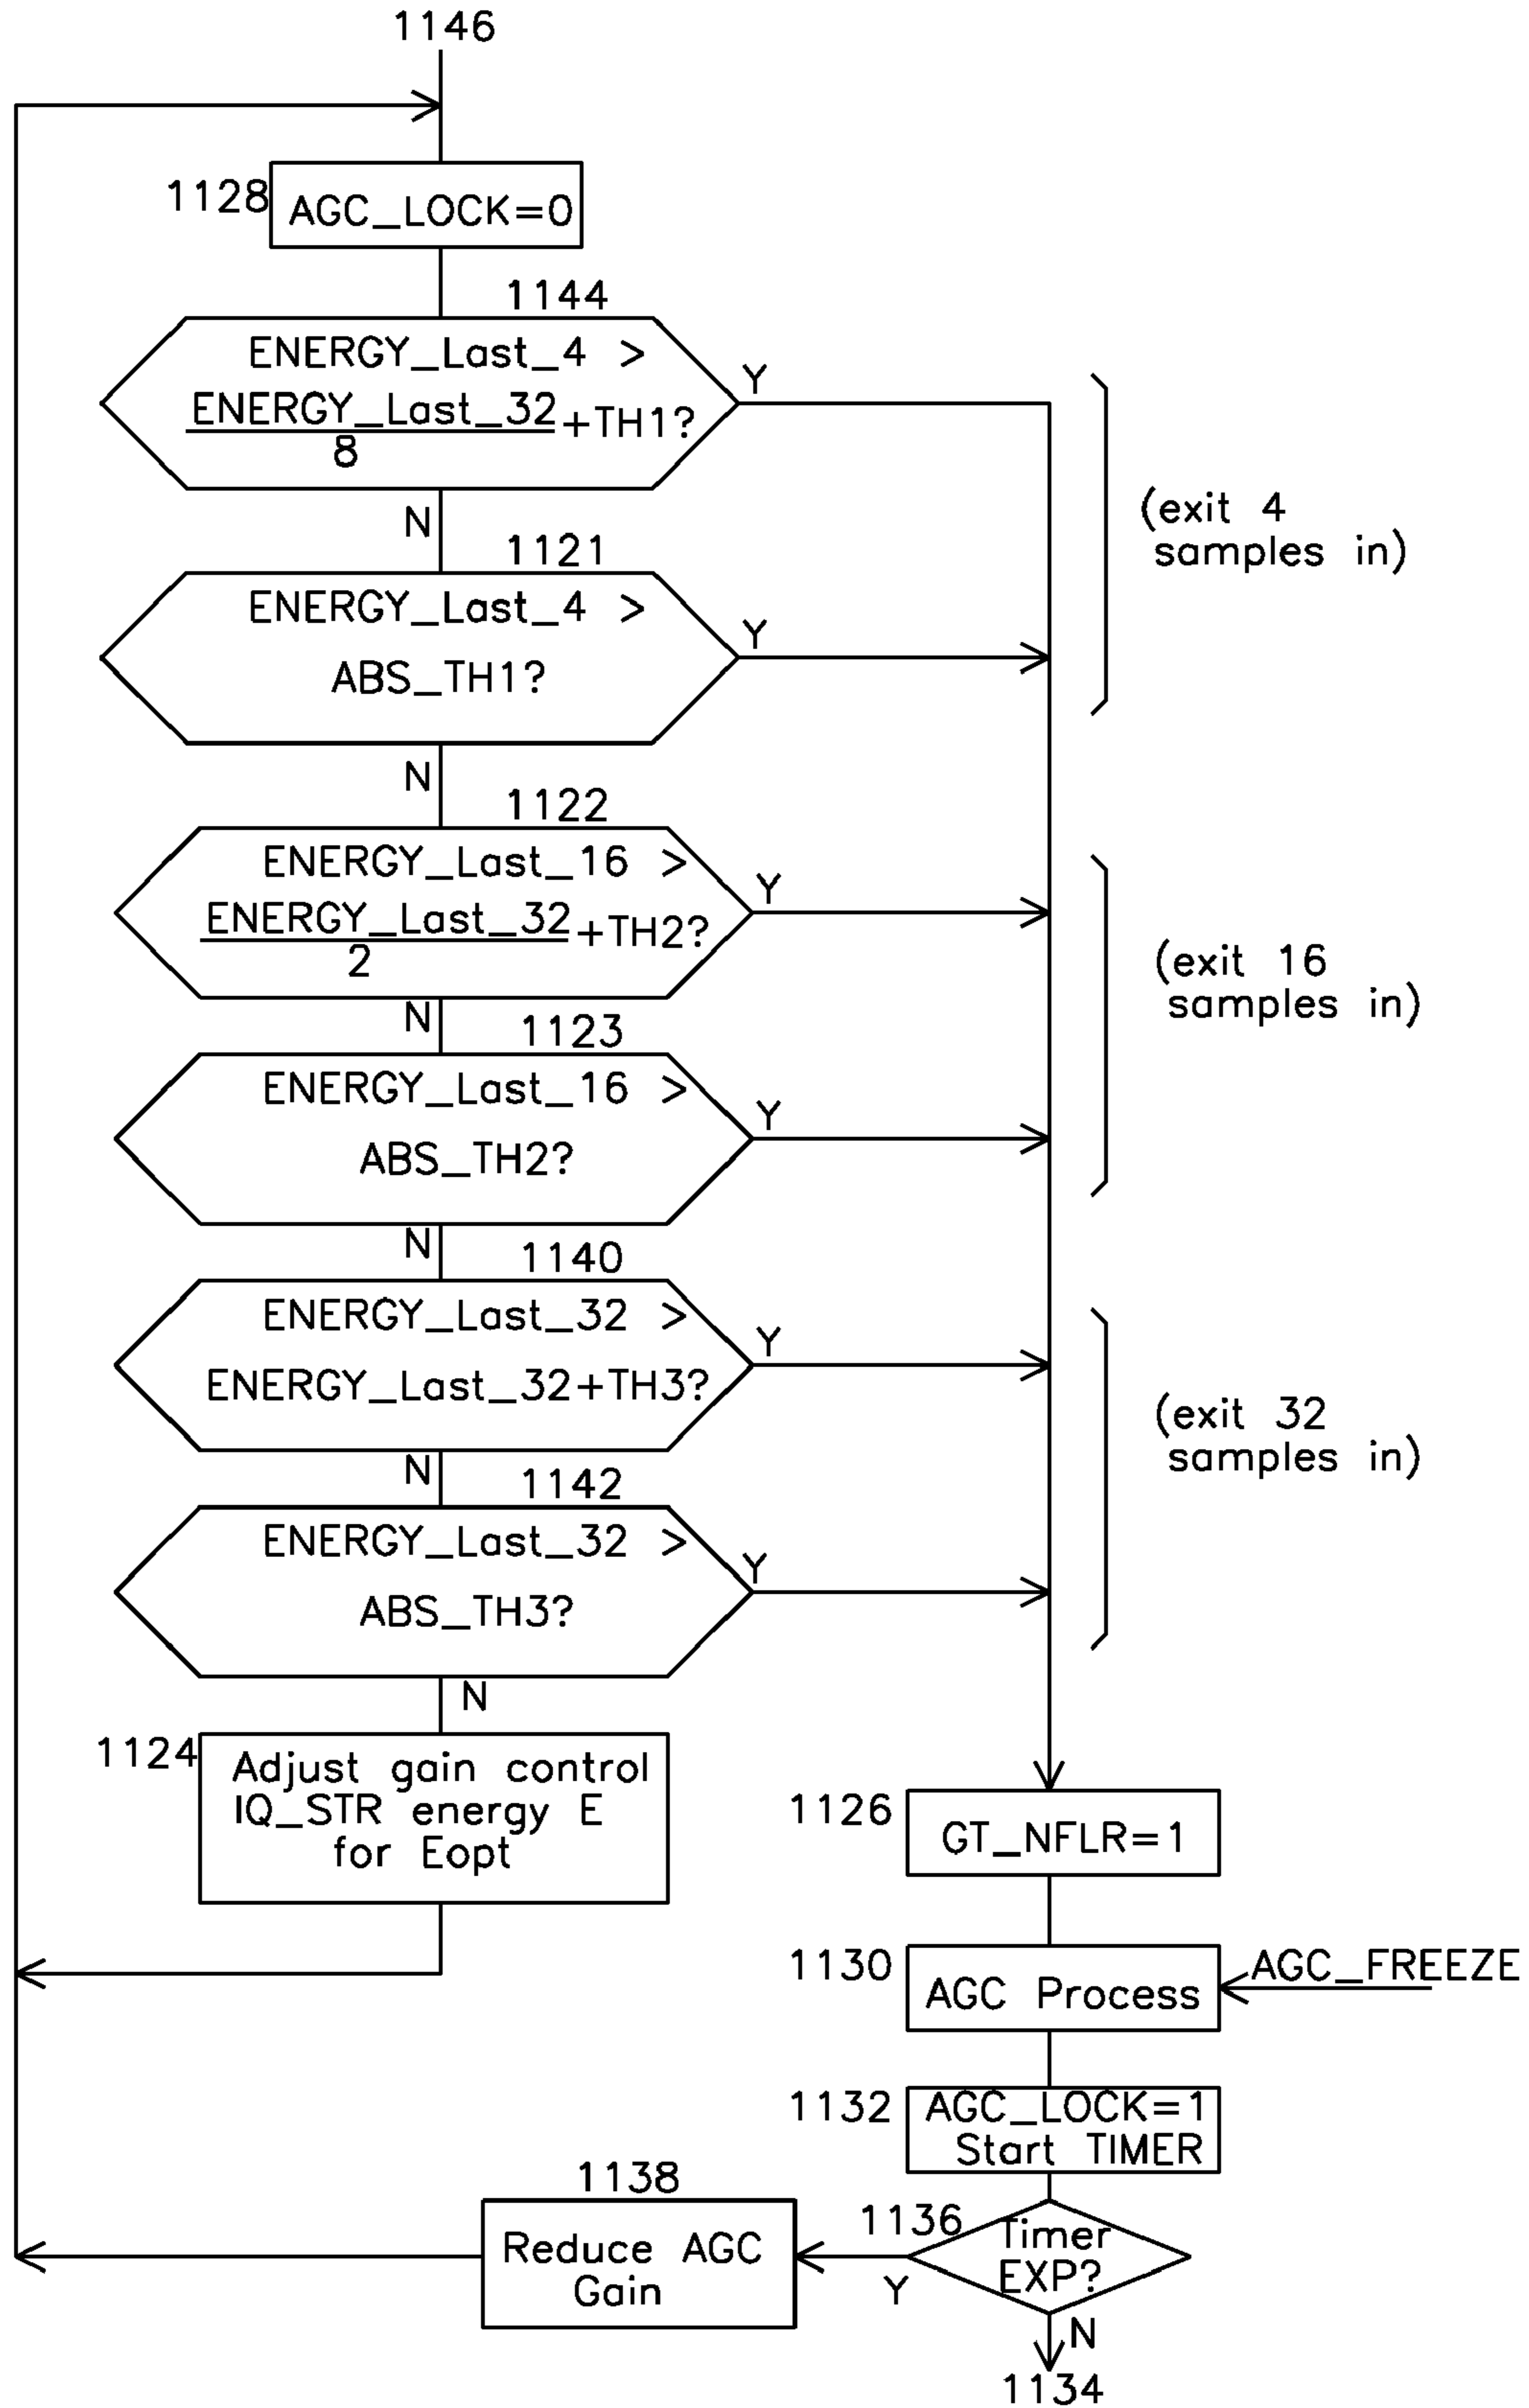 1146
1128
AGC_LOCK=0
1144
ENERGY_Last_4 >
ENERGY_Last_32
+TH1?
8
Y
(exit 4
samples in)
N
1121
ENERGY_Last_4 >
Y
ABS_TH1?
N
1122
ENERGY_Last_16 >
Y
ENERGY_Last_32
+TH2?
2
(exit 16
samples in)
N
1123
ENERGY_Last_16 >
Y
ABS_TH2?
N
1140
ENERGY_Last_32 >
Y
ENERGY_Last_32+TH3?
(exit 32
samples in)
N
1142
ENERGY_Last_32 >
Y
ABS_TH3?
N
1124
Adjust gain control
IQ_STR energy E
for Eopt
1126
GT_NFLR=1
1130
AGC Process
AGC_FREEZE
1132
AGC_LOCK=1
Start TIMER
1138
Reduce AGC
Gain
1136
Timer
EXP?
Y
N
1134